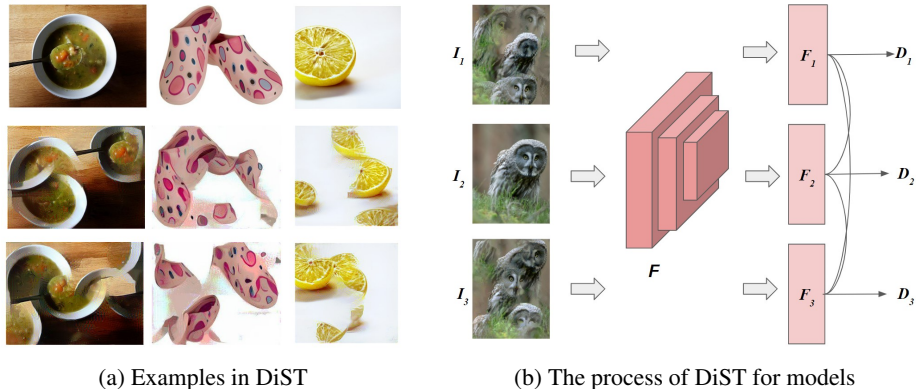 I1
F1
D1
I2
F2
D2
F
I3
F3
D3
(a) Examples in DiST
(b) The process of DiST for models